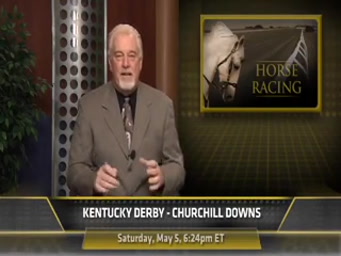 HORSE
RACING
KENTUCKY DERBY - CHURCHILL DOWNS
Saturday, May 5, 6:24pm ET